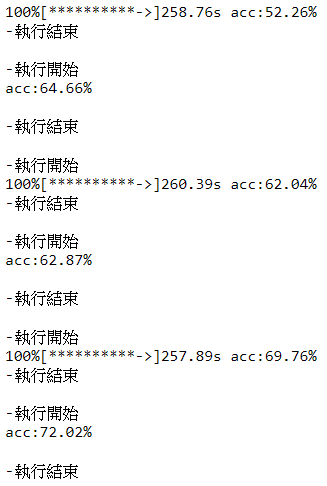 100%[**********->]258.76s acc:52.26%
-執行結束
-執行開始
acc:64.66%
-執行結束
-執行開始
100%[**********->]260.39s acc:62.04%
-執行結束
-執行開始
acc:62.87%
-執行結束
-執行開始
100%[**********->]257.89s acc:69.76%
-執行結束
-執行開始
acc:72.02%
-執行結束